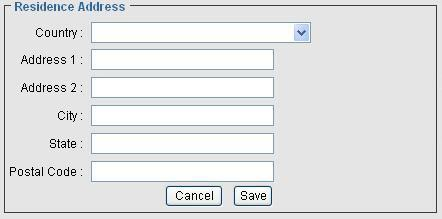 Residence Address
Country :
Address 1 :
Address 2 :
City :
State :
Postal Code :
Cancel Save